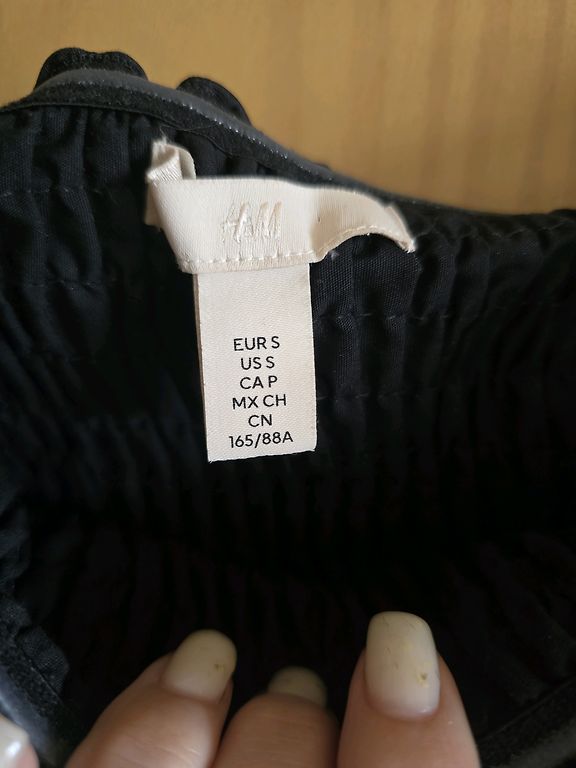 H&M
EUR S
US S
CA P
MX CH
CN
165/88A